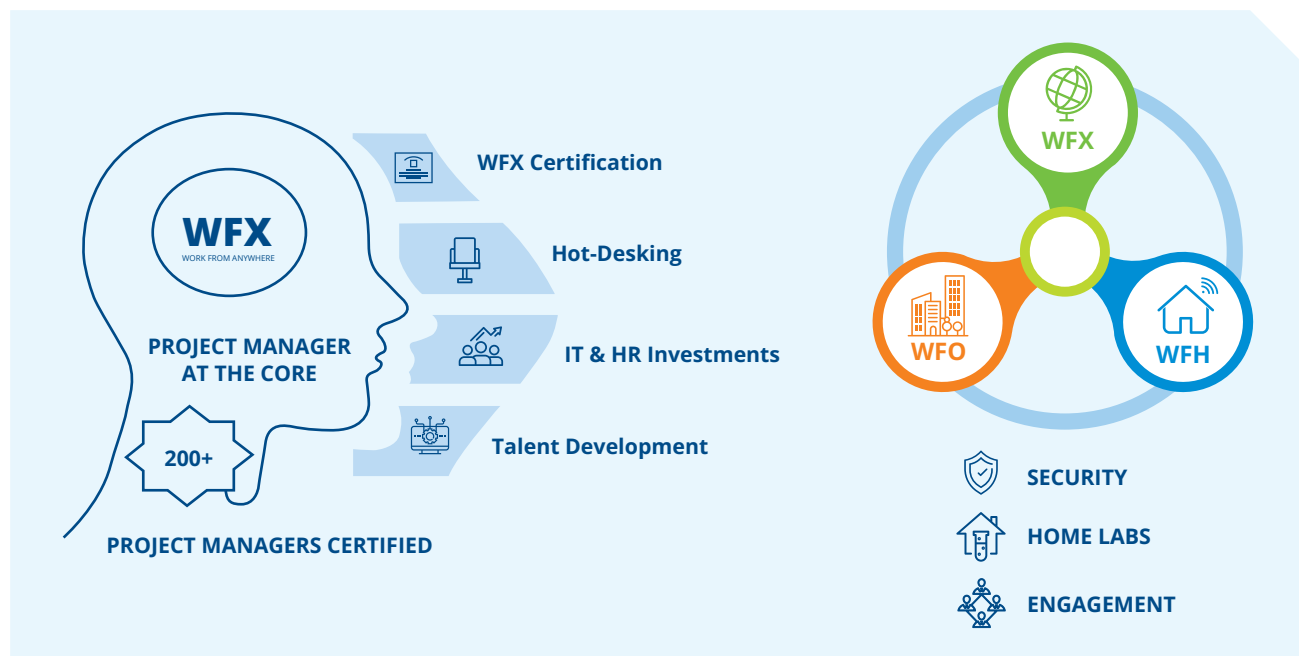 WFX
WORK FROM ANYWHERE
PROJECT MANAGER
AT THE CORE
200+
PROJECT MANAGERS CERTIFIED
WFX Certification
Hot-Desking
IT & HR Investments
Talent Development
WFX
WFO
WFH
SECURITY
HOME LABS
ENGAGEMENT